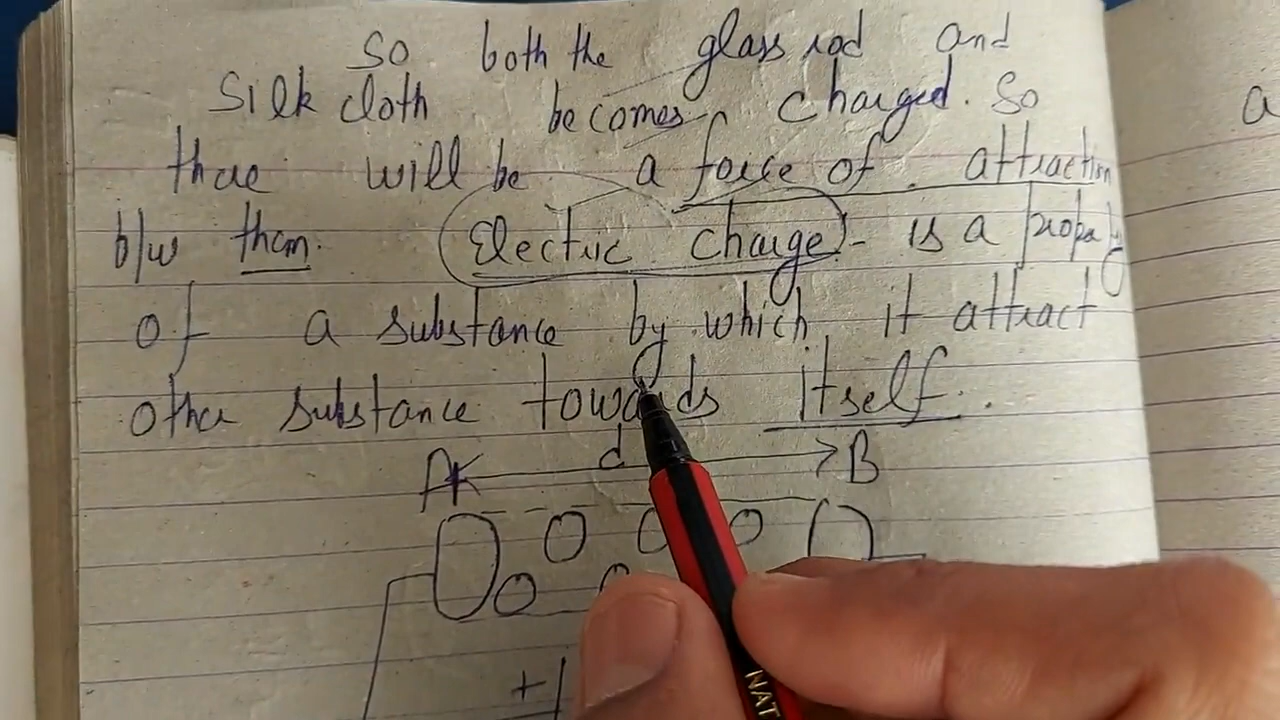 So both the glass rod and
Silk cloth becomes charged. So
there will be a force of attraction
b/w them. Electric charge - is a property
of a substance by which it attract
other substance towards itself.
A d B
+
NAT
a